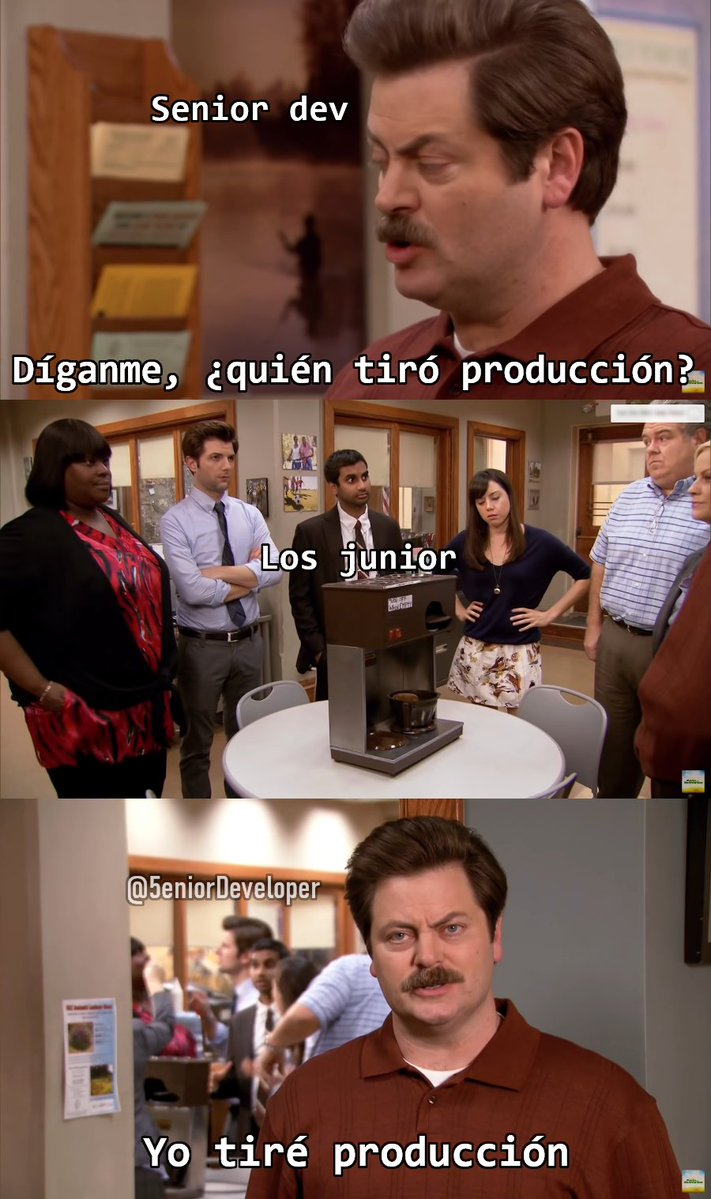 Senior dev
Díganme, ¿quién tiró producción?
Los junior
@5eniorDeveloper
Yo tiré producción